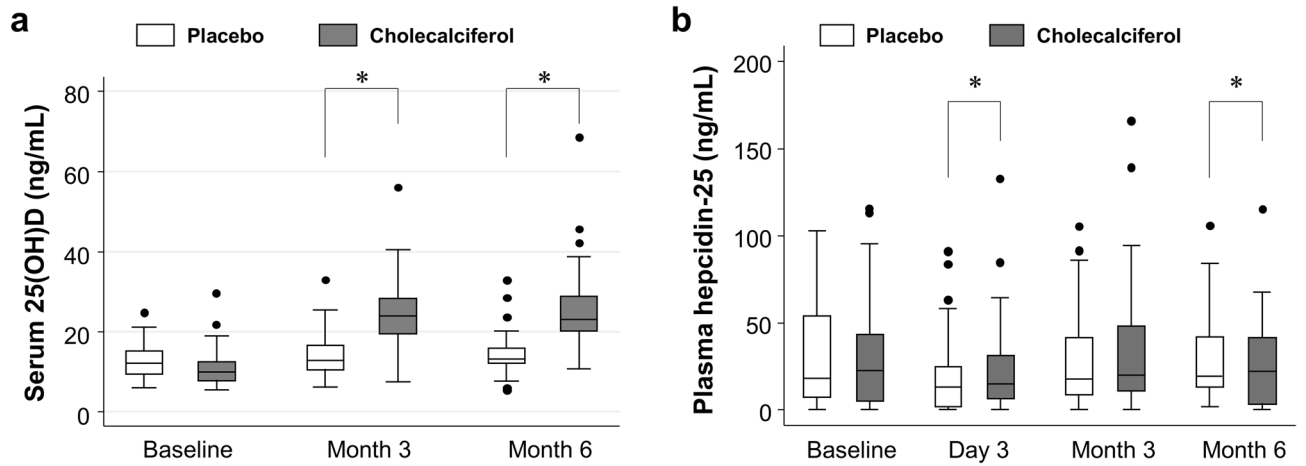 a
Placebo
Cholecalciferol
Serum 25(OH)D (ng/mL)
80
60
40
20
0
*
*
Baseline
Month 3
Month 6
b
Placebo
Cholecalciferol
Plasma hepcidin-25 (ng/mL)
200
150
100
50
0
*
*
Baseline
Day 3
Month 3
Month 6